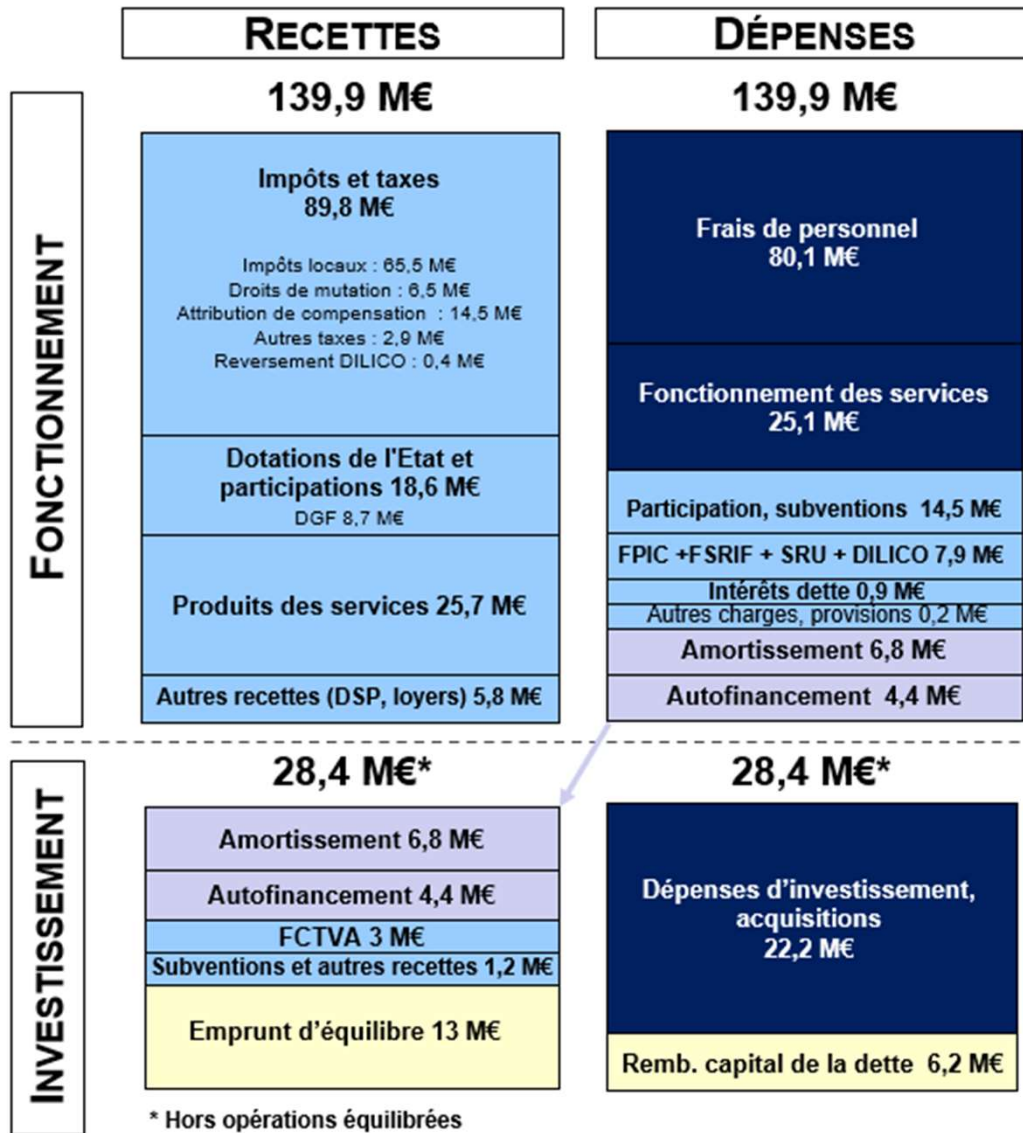 RECETTES
DÉPENSES
FONCTIONNEMENT
139,9 M€
139,9 M€
Impôts et taxes
89,8 M€
Impôts locaux : 65,5 M€
Droits de mutation : 6,5 M€
Attribution de compensation : 14,5 M€
Autres taxes : 2,9 M€
Reversement DILICO : 0,4 M€
Dotations de l'Etat et
participations 18,6 M€
DGF 8,7 M€
Produits des services 25,7 M€
Autres recettes (DSP, loyers) 5,8 M€
Frais de personnel
80,1 M€
Fonctionnement des services
25,1 M€
Participation, subventions 14,5 M€
FPIC +FSRIF + SRU + DILICO 7,9 M€
Intérêts dette 0,9 M€
Autres charges, provisions 0,2 M€
Amortissement 6,8 M€
Autofinancement 4,4 M€
INVESTISSEMENT
28,4 M€*
28,4 M€*
Amortissement 6,8 M€
Autofinancement 4,4 M€
FCTVA 3 M€
Subventions et autres recettes 1,2 M€
Emprunt d’équilibre 13 M€
Dépenses d’investissement,
acquisitions
22,2 M€
Remb. capital de la dette 6,2 M€
* Hors opérations équilibrées